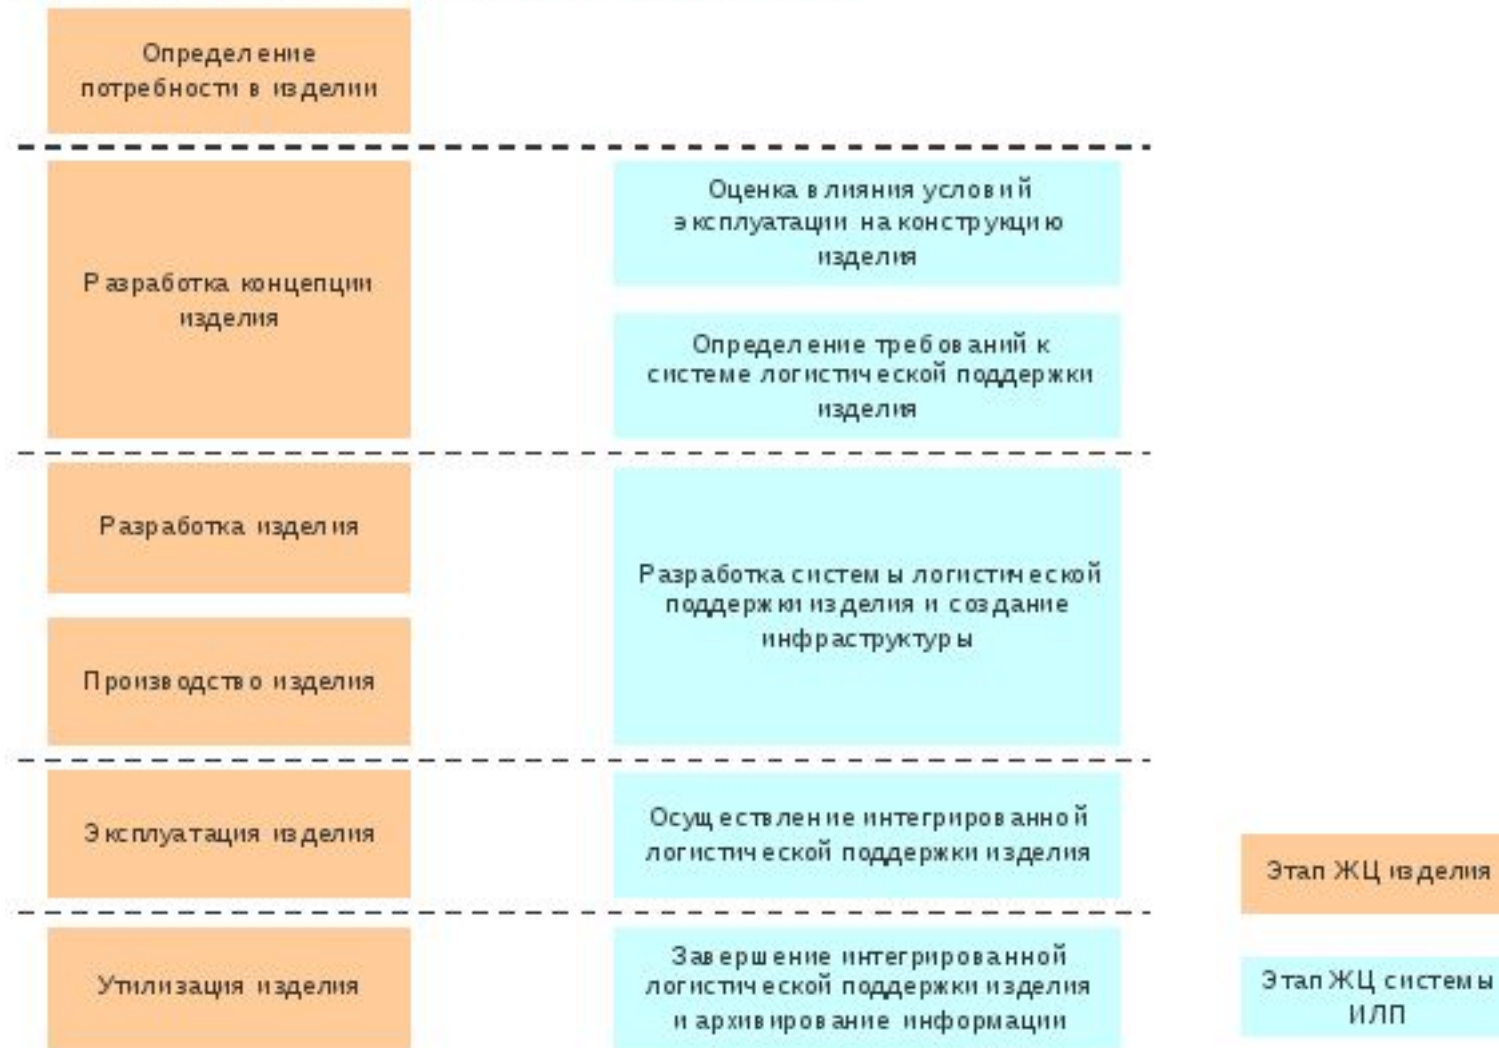 Определение
потребности в изделии
Разработка концепции
изделия
Оценка влияния условий
эксплуатации на конструкцию
изделия
Определение требований к
системе логистической поддержки
изделия
Разработка изделия
Производство изделия
Разработка системы логистической
поддержки изделия и создание
инфраструктуры
Эксплуатация изделия
Осуществление интегрированной
логистической поддержки изделия
Утилизация изделия
Завершение интегрированной
логистической поддержки изделия
и архивирование информации
Этап ЖЦ изделия
Этап ЖЦ системы
ИЛП